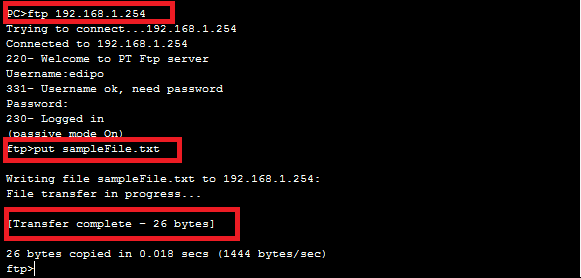 PC>ftp 192.168.1.254
Trying to connect...192.168.1.254
Connected to 192.168.1.254
220- Welcome to PT Ftp server
Username:edipo
331- Username ok, need password
Password:
230- Logged in
(passive mode On)
ftp>put sampleFile.txt
Writing file sampleFile.txt to 192.168.1.254:
File transfer in progress...
[Transfer complete - 26 bytes]
26 bytes copied in 0.018 secs (1444 bytes/sec)
ftp>